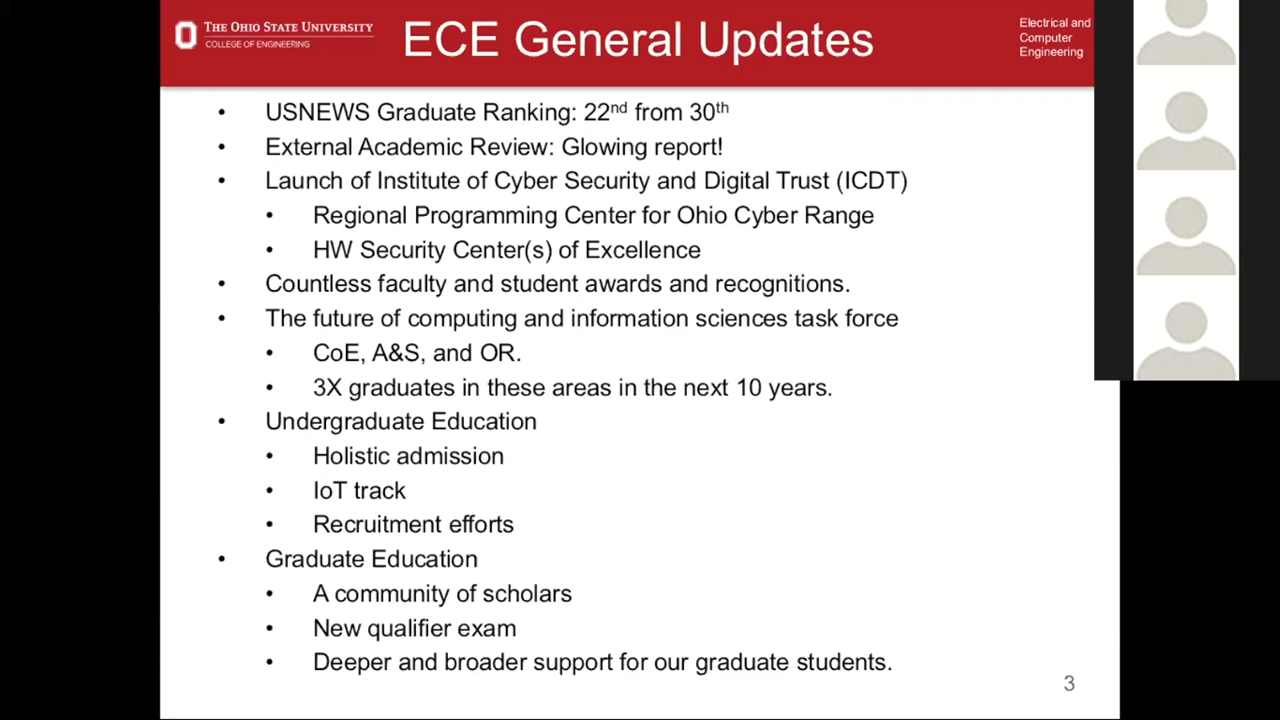 THE OHIO STATE UNIVERSITY
COLLEGE OF ENGINEERING
ECE General Updates
Electrical and
Computer
Engineering
• USNEWS Graduate Ranking: 22nd from 30th
• External Academic Review: Glowing report!
• Launch of Institute of Cyber Security and Digital Trust (ICDT)
• Regional Programming Center for Ohio Cyber Range
• HW Security Center(s) of Excellence
• Countless faculty and student awards and recognitions.
• The future of computing and information sciences task force
• CoE, A&S, and OR.
• 3X graduates in these areas in the next 10 years.
• Undergraduate Education
• Holistic admission
• IoT track
• Recruitment efforts
• Graduate Education
• A community of scholars
• New qualifier exam
• Deeper and broader support for our graduate students.
3